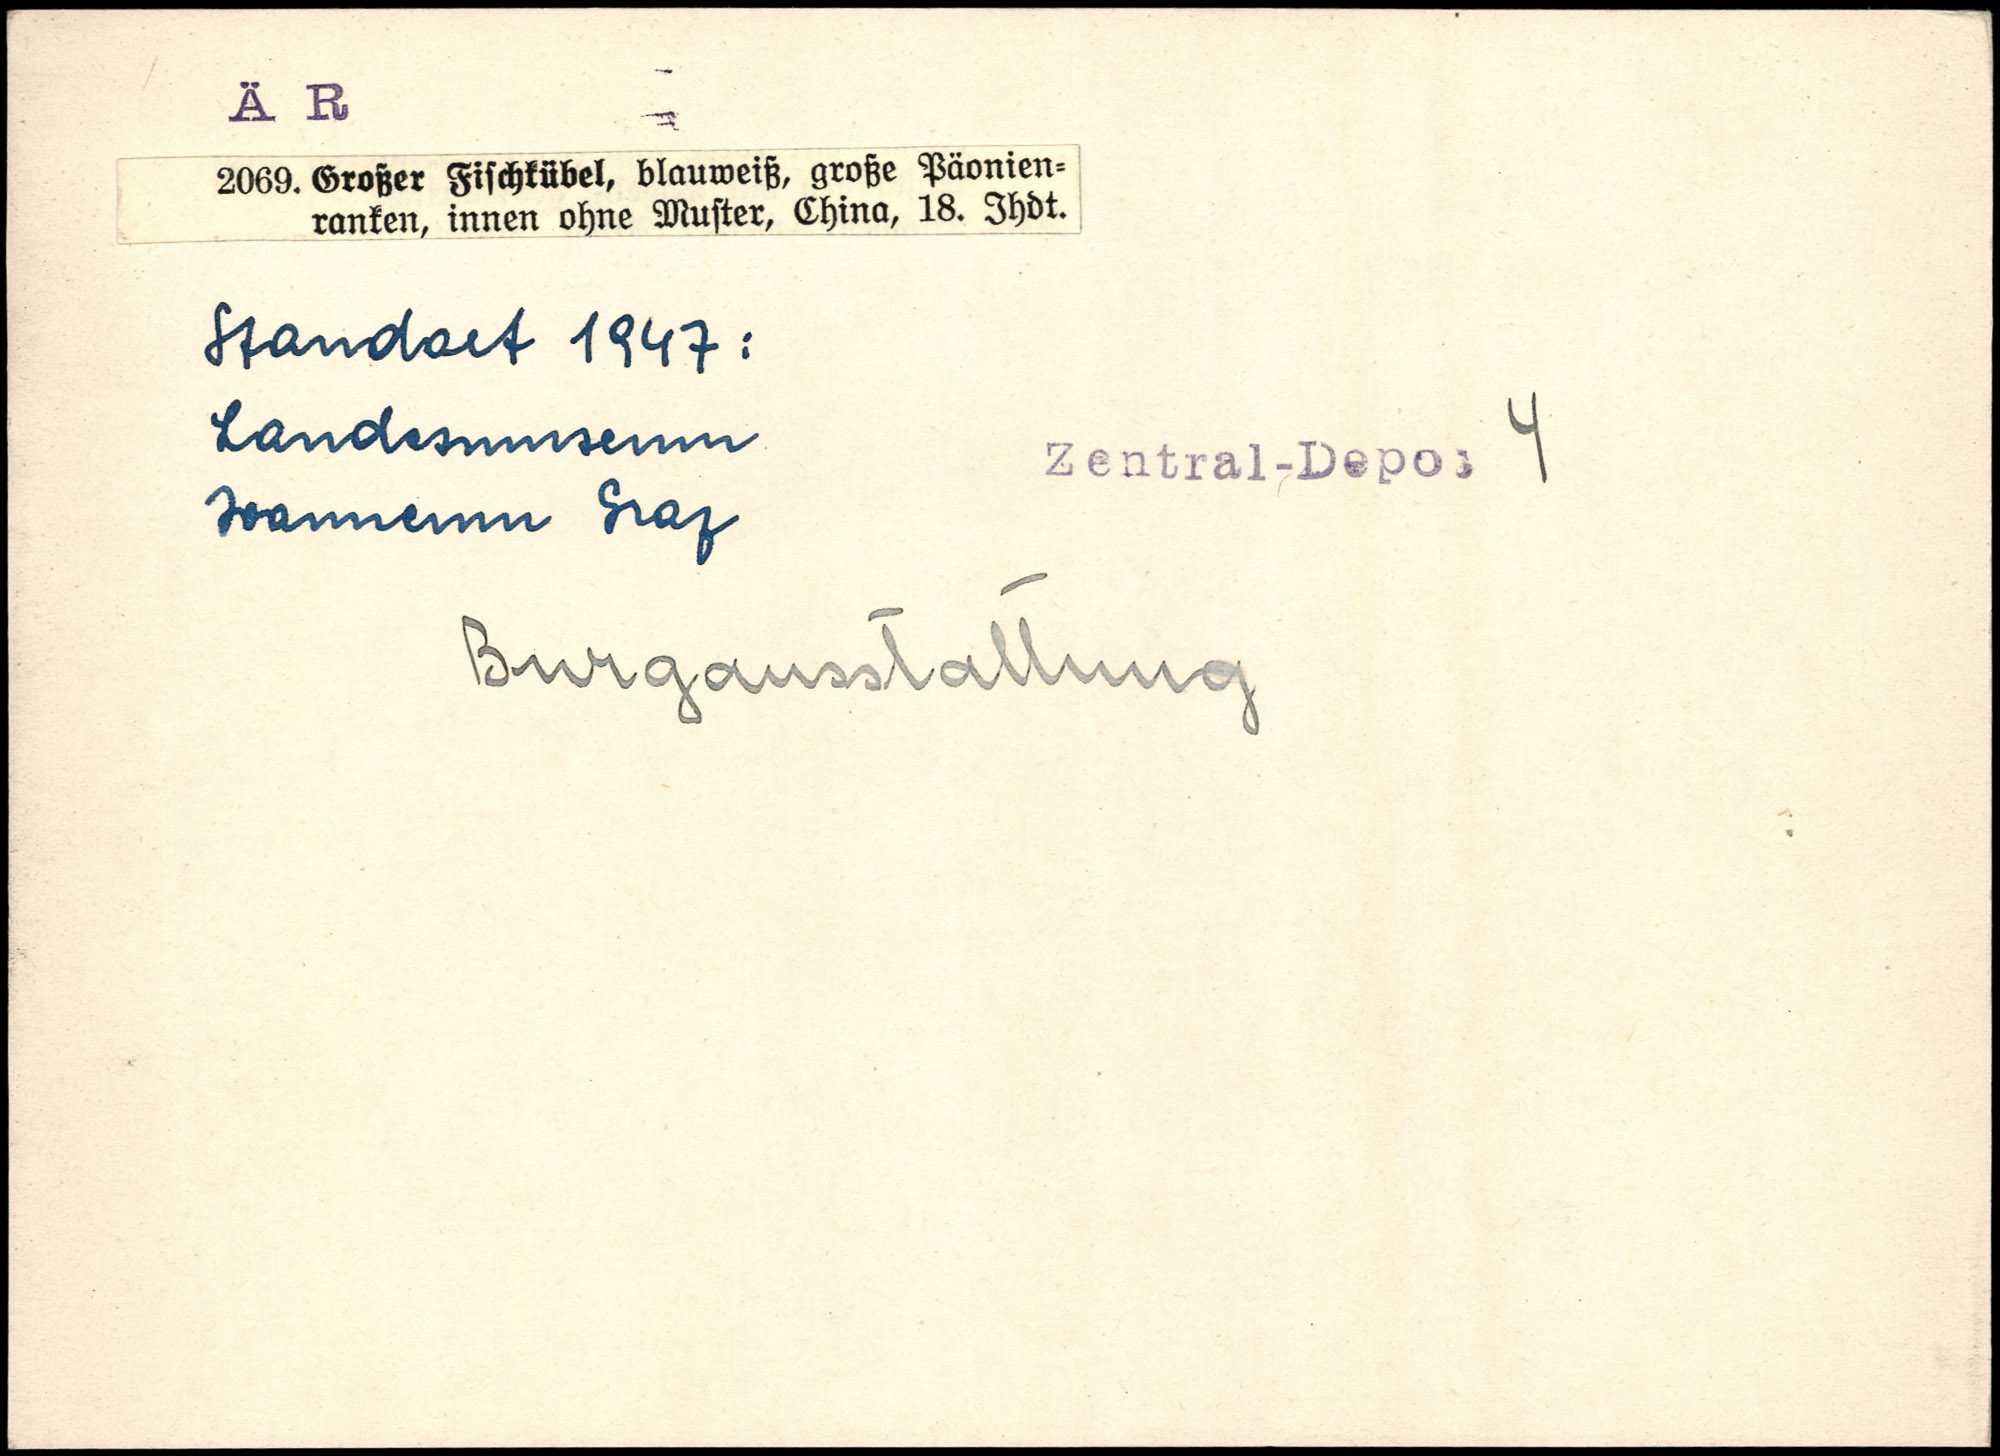 Ä R
2069. Großer Fischkübel, blauweiß, große Päonien-
ranken, innen ohne Muster, China, 18. Jhdt.
Standort 1947:
Landesmuseum
Joanneum Graz
Zentral-Depo: 4
Burgausstattung